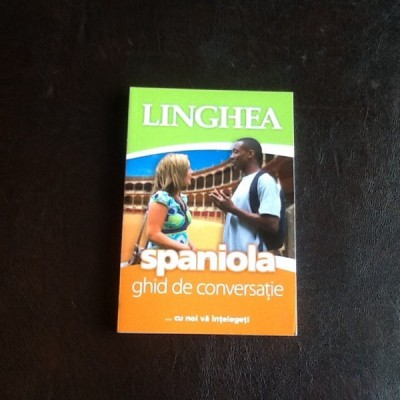 LINGHEA
spaniola
ghid de conversație
... cu noi vă înțelegeți